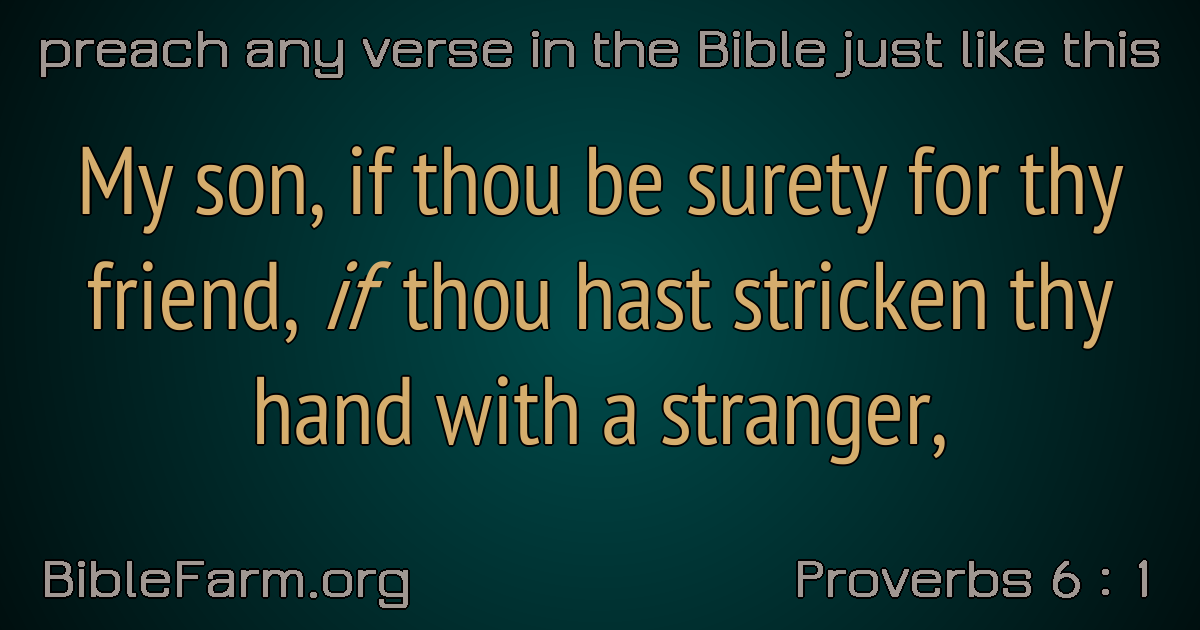 preach any verse in the Bible just like this
My son, if thou be surety for thy
friend, if thou hast stricken thy
hand with a stranger,
BibleFarm.org
Proverbs 6 : 1